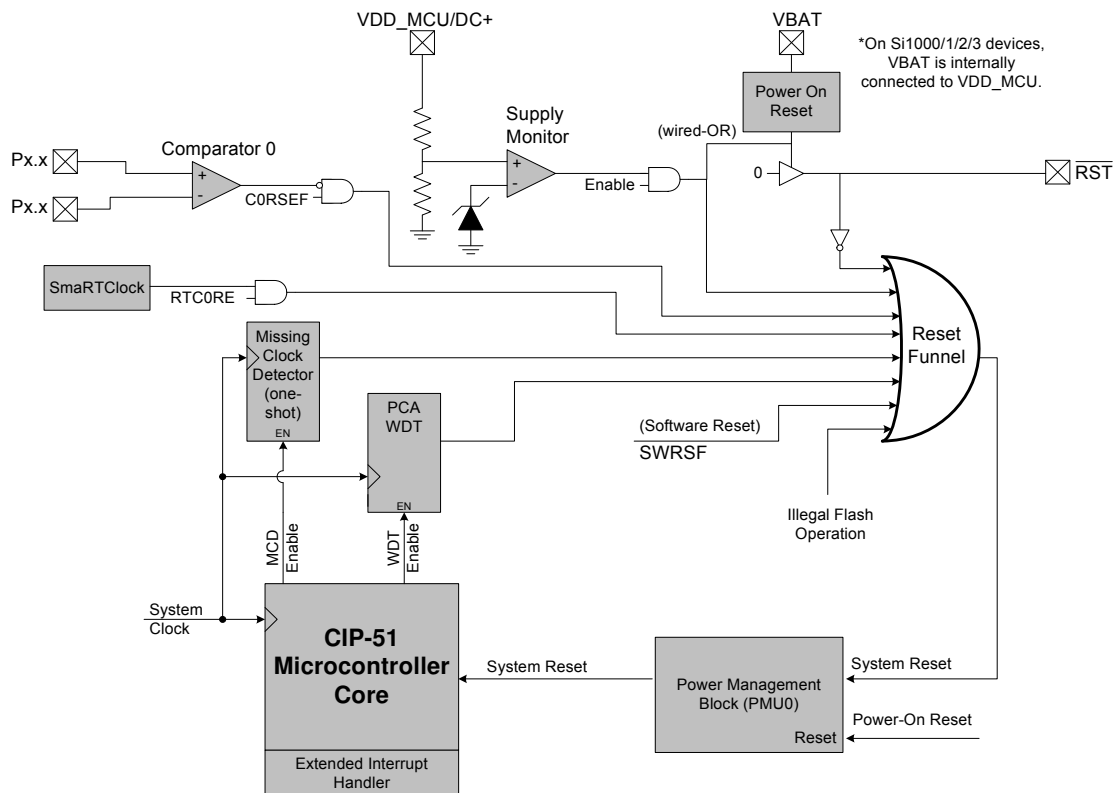 VDD_MCU/DC+
VBAT
*On Si1000/1/2/3 devices,
VBAT is internally
connected to VDD_MCU.
Power On
Reset
Supply
Monitor
(wired-OR)
Comparator 0
Px.x
+
-
Px.x
C0RSEF
+
-
Enable
0
RST
SmaRTClock
RTC0RE
Missing
Clock
Detector
(one-
shot)
EN
Reset
Funnel
PCA
WDT
EN
(Software Reset)
SWRSF
Illegal Flash
Operation
MCD
Enable
WDT
Enable
System
Clock
CIP-51
Microcontroller
Core
Extended Interrupt
Handler
System Reset
Power Management
Block (PMU0)
Reset
System Reset
Power-On Reset